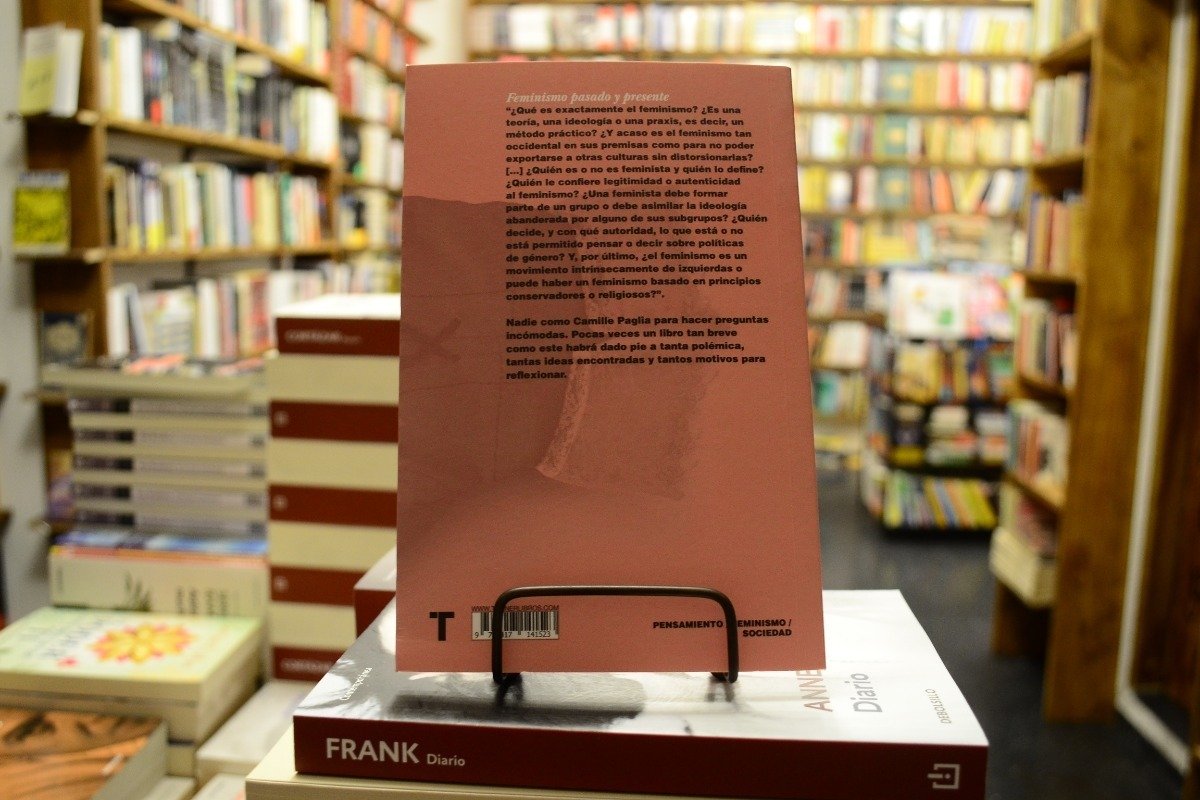 Feminismo pasado y presente
“¿Qué es exactamente el feminismo? ¿Es una
teoría, una ideología o una praxis, es decir, un
método práctico? ¿Y acaso es el feminismo tan
occidental en sus premisas como para no poder
exportarse a otras culturas sin distorsionarlas?
[...] ¿Quién es o no es feminista y quién lo define?
¿Quién le confiere legitimidad o autenticidad
al feminismo? ¿Una feminista debe formar
parte de un grupo o debe asimilar la ideología
abanderada por alguno de sus subgrupos? ¿Quién
decide, y con qué autoridad, lo que está o no
está permitido pensar o decir sobre políticas
de género? Y, por último, ¿el feminismo es un
movimiento intrínsecamente de izquierdas o
puede haber un feminismo basado en principios
conservadores o religiosos?”.
Nadie como Camille Paglia para hacer preguntas
incómodas. Pocas veces un libro tan breve
como este habrá dado pie a tanta polémica,
tantas ideas encontradas y tantos motivos para
reflexionar.
T
PENSAMIENTO
SOCIEDAD
ANNE
Diario
DEBOLSILLO
FRANK Diario